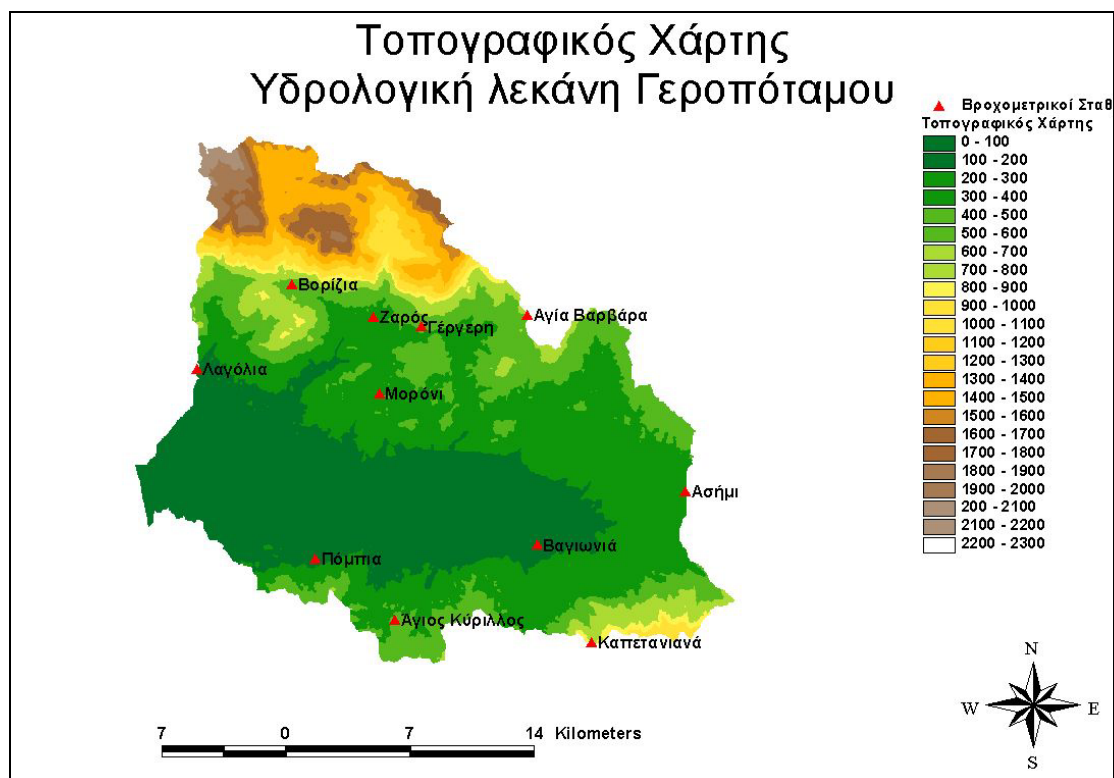 Τοπογραφικός Χάρτης
Υδρολογική λεκάνη Γεροπόταμου
Βροχομετρικοί Σταθ
Τοπογραφικός Χάρτης
0 - 100
100 - 200
200 - 300
300 - 400
400 - 500
500 - 600
600 - 700
700 - 800
800 - 900
900 - 1000
1000 - 1100
1100 - 1200
1200 - 1300
1300 - 1400
1400 - 1500
1500 - 1600
1600 - 1700
1700 - 1800
1800 - 1900
1900 - 2000
200 - 2100
2100 - 2200
2200 - 2300
Βορίζια
Ζαρός
Γέργερη
Αγία Βαρβάρα
Λαγόλια
Μορόνι
Ασήμι
Βαγιωνιά
Πόμπια
Άγιος Κύριλλος
Καπετανιανά
N
W E
S
7 0 7 14 Kilometers